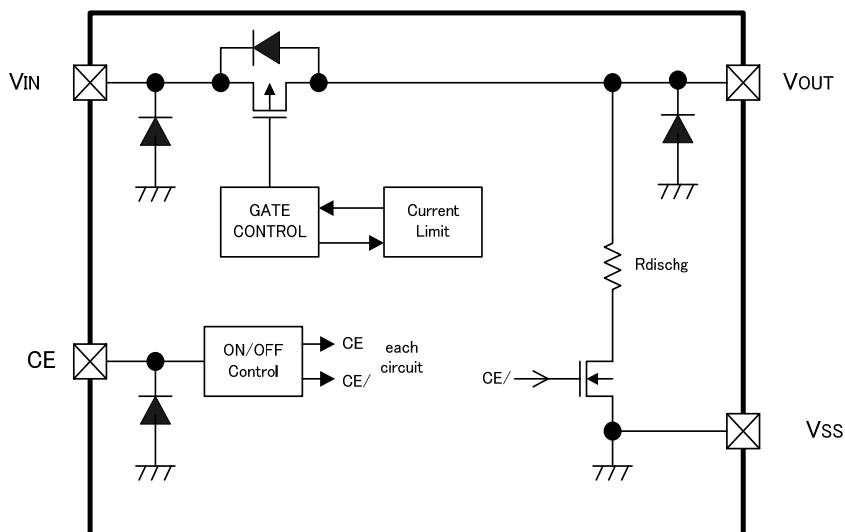 VIN
VOUT
GATE
CONTROL
Current
Limit
Rdischg
CE
ON/OFF
Control
CE
CE/
each
circuit
CE/
VSS